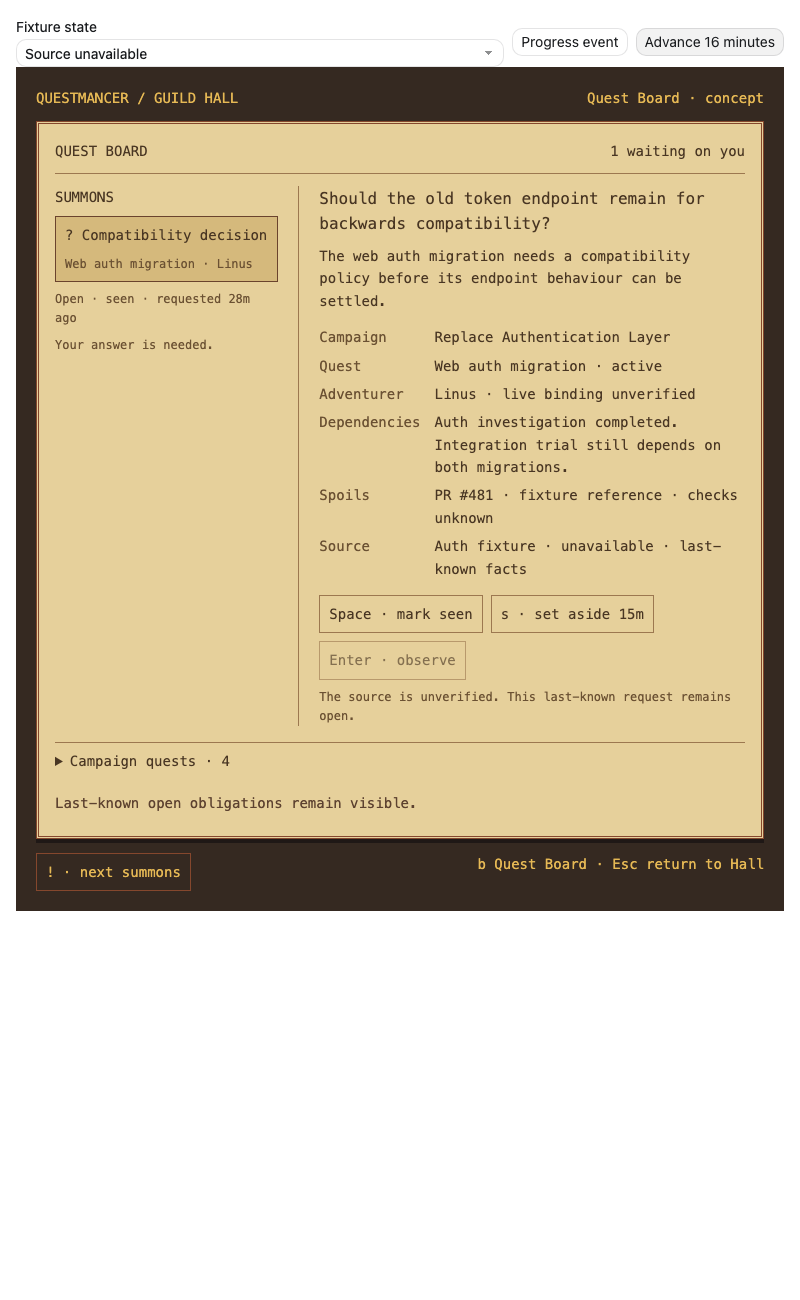 Fixture state
Source unavailable
Progress event
Advance 16 minutes
QUESTMANCER / GUILD HALL
Quest Board · concept
QUEST BOARD
1 waiting on you
SUMMONS
? Compatibility decision
Web auth migration · Linus
Open · seen · requested 28m
ago
Your answer is needed.
Should the old token endpoint remain for
backwards compatibility?
The web auth migration needs a compatibility
policy before its endpoint behaviour can be
settled.
Campaign Replace Authentication Layer
Quest Web auth migration · active
Adventurer Linus · live binding unverified
Dependencies Auth investigation completed.
Integration trial still depends on
both migrations.
Spoils PR #481 · fixture reference · checks
unknown
Source Auth fixture · unavailable · last-
known facts
Space · mark seen
s · set aside 15m
Enter · observe
The source is unverified. This last-known request remains
open.
▶ Campaign quests · 4
Last-known open obligations remain visible.
! · next summons
b Quest Board · Esc return to Hall